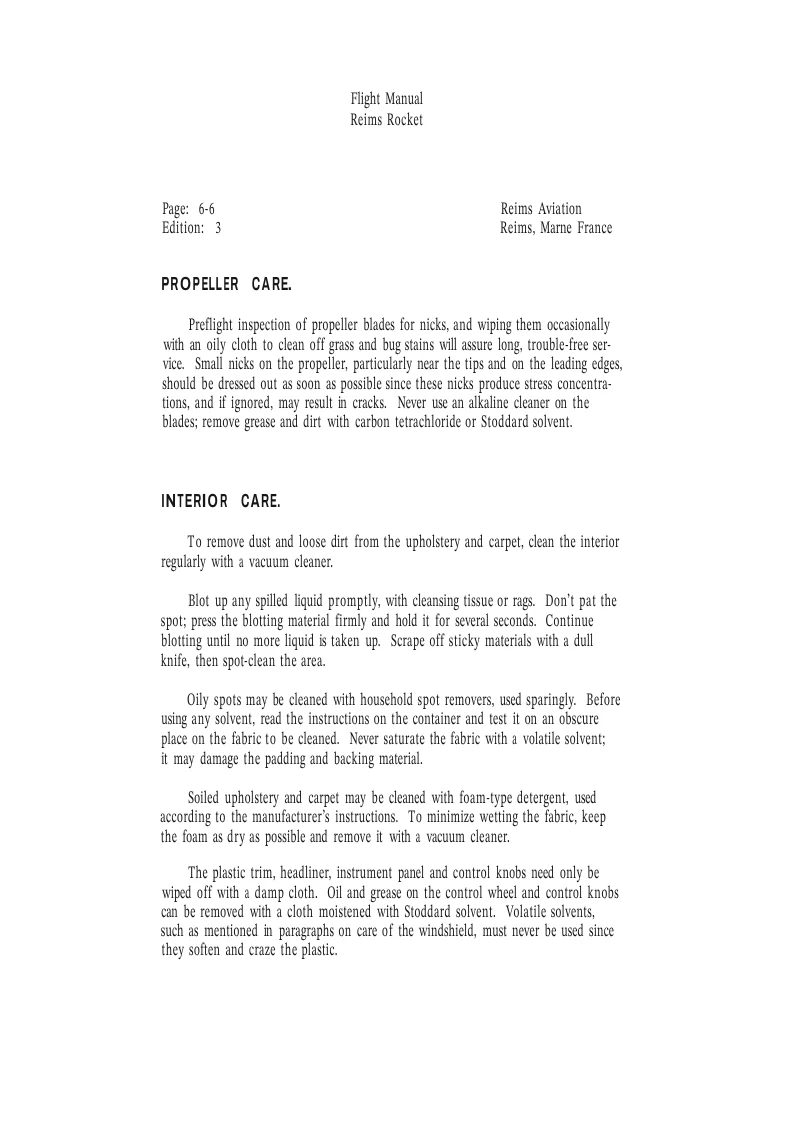 Flight Manual
Reims Rocket
Page: 6-6
Edition: 3
Reims Aviation
Reims, Marne France
PROPELLER CARE.
Preflight inspection of propeller blades for nicks, and wiping them occasionally
with an oily cloth to clean off grass and bug stains will assure long, trouble-free ser-
vice. Small nicks on the propeller, particularly near the tips and on the leading edges,
should be dressed out as soon as possible since these nicks produce stress concentra-
tions, and if ignored, may result in cracks. Never use an alkaline cleaner on the
blades; remove grease and dirt with carbon tetrachloride or Stoddard solvent.
INTERIOR CARE.
To remove dust and loose dirt from the upholstery and carpet, clean the interior
regularly with a vacuum cleaner.
Blot up any spilled liquid promptly, with cleansing tissue or rags. Don't pat the
spot; press the blotting material firmly and hold it for several seconds. Continue
blotting until no more liquid is taken up. Scrape off sticky materials with a dull
knife, then spot-clean the area.
Oily spots may be cleaned with household spot removers, used sparingly. Before
using any solvent, read the instructions on the container and test it on an obscure
place on the fabric to be cleaned. Never saturate the fabric with a volatile solvent;
it may damage the padding and backing material.
Soiled upholstery and carpet may be cleaned with foam-type detergent, used
according to the manufacturer's instructions. To minimize wetting the fabric, keep
the foam as dry as possible and remove it with a vacuum cleaner.
The plastic trim, headliner, instrument panel and control knobs need only be
wiped off with a damp cloth. Oil and grease on the control wheel and control knobs
can be removed with a cloth moistened with Stoddard solvent. Volatile solvents,
such as mentioned in paragraphs on care of the windshield, must never be used since
they soften and craze the plastic.